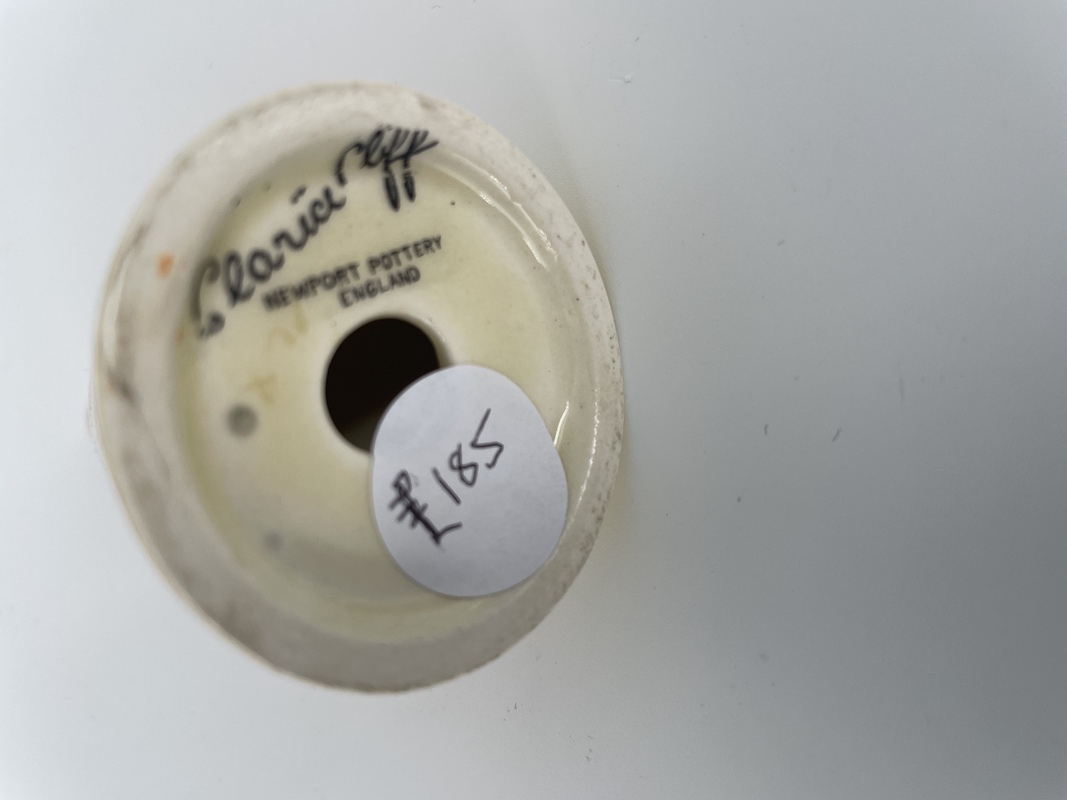 Clarice Cliff
NEWPORT POTTERY
ENGLAND
£185